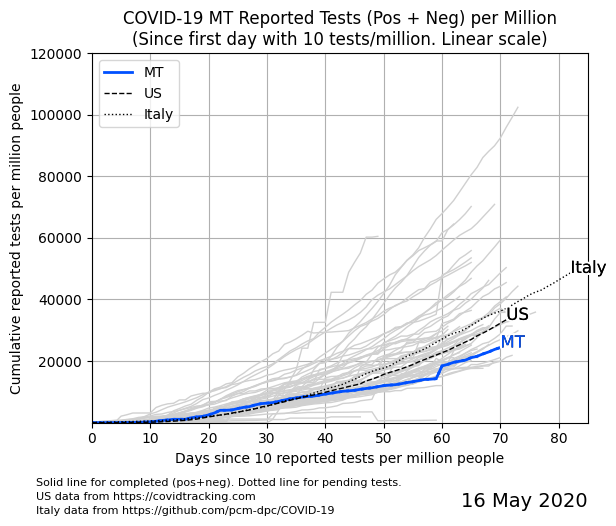 COVID-19 MT Reported Tests (Pos + Neg) per Million
(Since first day with 10 tests/million. Linear scale)
Cumulative reported tests per million people
120000
100000
80000
60000
40000
20000
MT
US
Italy
Italy
US
MT
0 10 20 30 40 50 60 70 80
Days since 10 reported tests per million people
Solid line for completed (pos+neg). Dotted line for pending tests.
US data from https://covidtracking.com
Italy data from https://github.com/pcm-dpc/COVID-19
16 May 2020